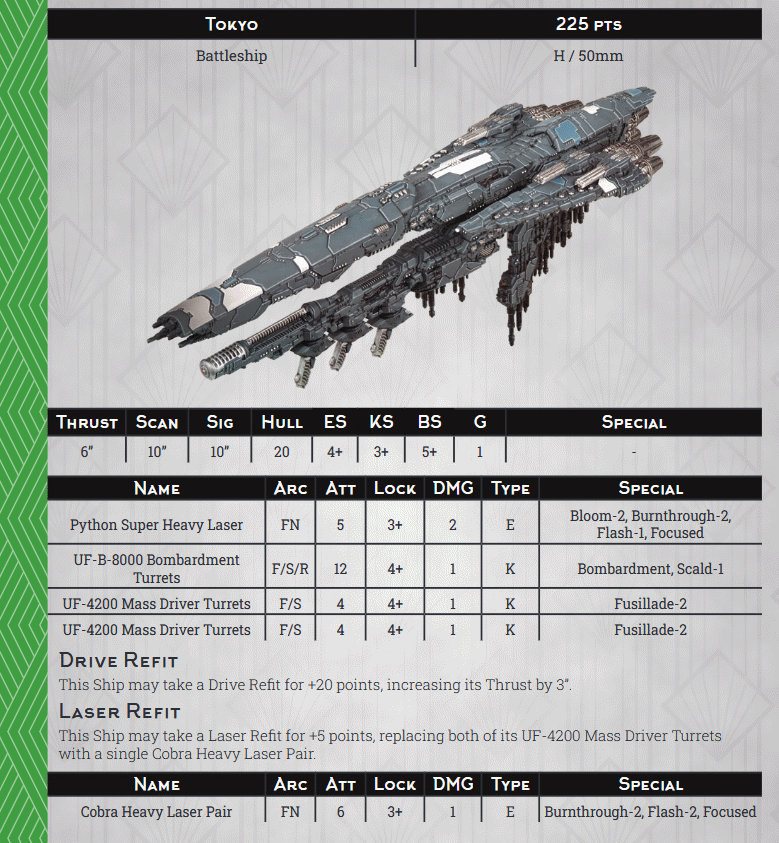 Tokyo 225 pts
Battleship H / 50mm
Thrust Scan Sig Hull ES KS BS G Special
6” 10” 10” 20 4+ 3+ 5+ 1 -
Name Arc Att Lock DMG Type Special
Python Super Heavy Laser FN 5 3+ 2 E Bloom-2, Burnthrough-2,
Flash-1, Focused
UF-B-8000 Bombardment
Turrets F/S/R 12 4+ 1 K Bombardment, Scald-1
UF-4200 Mass Driver Turrets F/S 4 4+ 1 K Fusillade-2
UF-4200 Mass Driver Turrets F/S 4 4+ 1 K Fusillade-2
Drive Refit
This Ship may take a Drive Refit for +20 points, increasing its Thrust by 3”.
Laser Refit
This Ship may take a Laser Refit for +5 points, replacing both of its UF-4200 Mass Driver Turrets
with a single Cobra Heavy Laser Pair.
Name Arc Att Lock DMG Type Special
Cobra Heavy Laser Pair FN 6 3+ 1 E Burnthrough-2, Flash-2, Focused